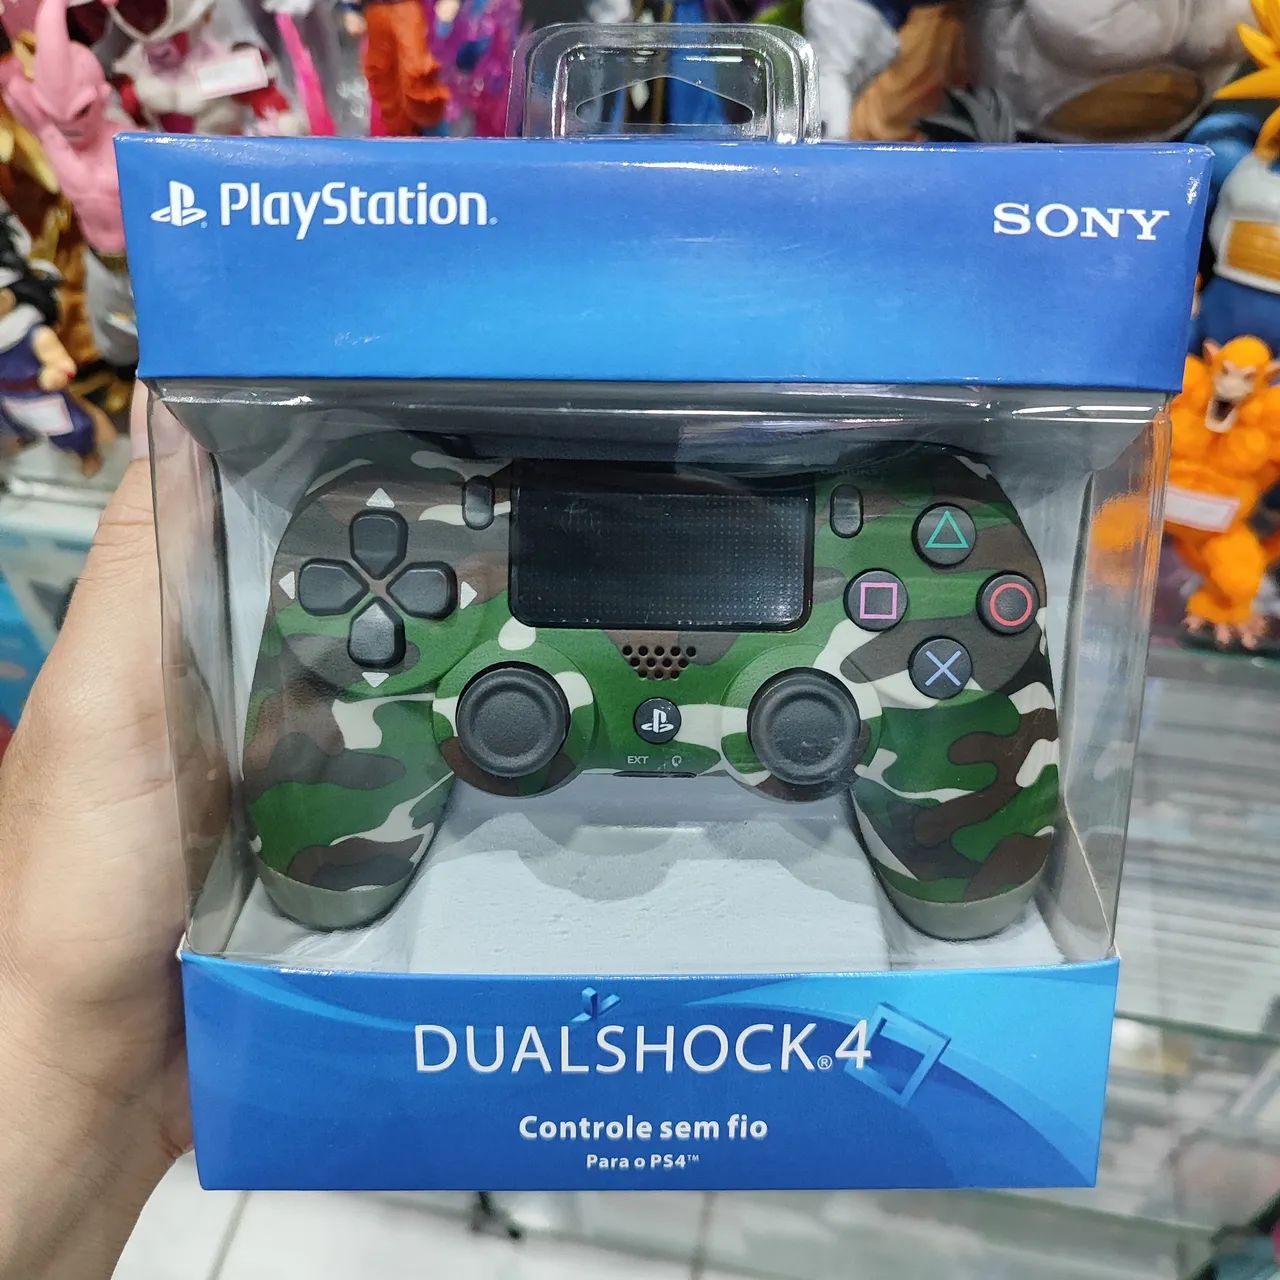 PlayStation®
SONY
EXT
DUALSHOCK®4
Controle sem fio
Para o PS4™